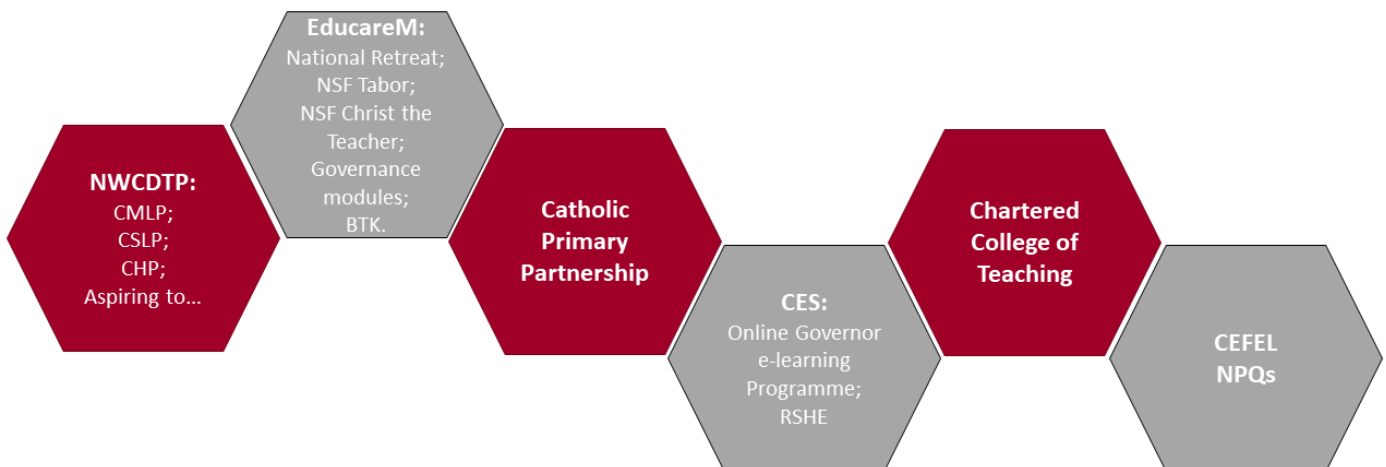 NWCDTP:
CMLP;
CSLP;
CHP;
Aspiring to...
EducareM:
National Retreat;
NSF Tabor;
NSF Christ the
Teacher;
Governance
modules;
BTK.
Catholic
Primary
Partnership
CES:
Online Governor
e-learning
Programme;
RSHE
Chartered
College of
Teaching
CEFEL
NPQs